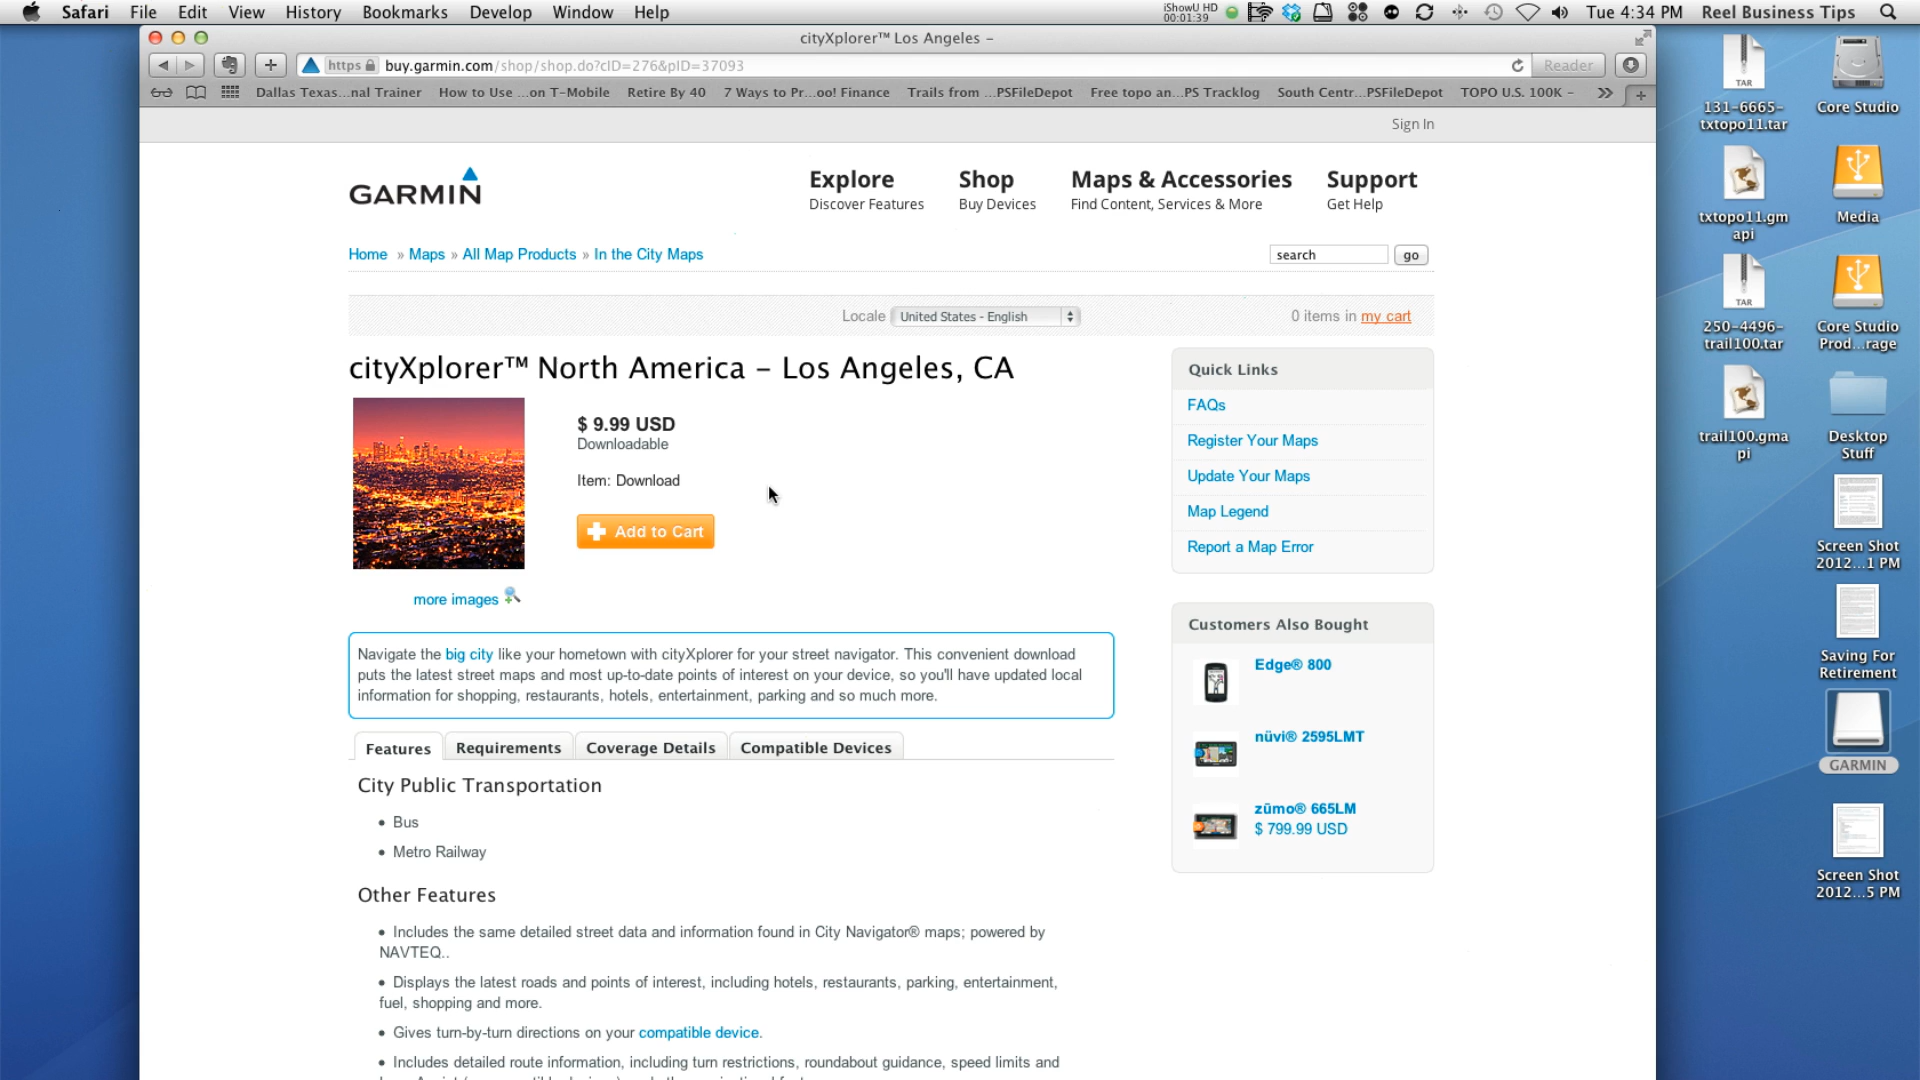 Safari File Edit View History Bookmarks Develop Window Help
iShowU HD
00:01:39
Tue 4:34 PM Reel Business Tips
cityXplorer™ Los Angeles –
https buy.garmin.com/shop/shop.do?cID=276&pID=37093
Reader
Dallas Texas...nal Trainer How to Use ...on T-Mobile Retire By 40 7 Ways to Pr...oo! Finance Trails from ...PSFileDepot Free topo an...PS Tracklog South Centr...PSFileDepot TOPO U.S. 100K –
Sign In
GARMIN
Explore Shop Maps & Accessories Support
Discover Features Buy Devices Find Content, Services & More Get Help
Home » Maps » All Map Products » In the City Maps
search go
Locale United States - English
0 items in my cart
cityXplorer™ North America – Los Angeles, CA
$ 9.99 USD
Downloadable
Item: Download
Add to Cart
more images
Navigate the big city like your hometown with cityXplorer for your street navigator. This convenient download
puts the latest street maps and most up-to-date points of interest on your device, so you'll have updated local
information for shopping, restaurants, hotels, entertainment, parking and so much more.
Features Requirements Coverage Details Compatible Devices
City Public Transportation
• Bus
• Metro Railway
Other Features
• Includes the same detailed street data and information found in City Navigator® maps; powered by
NAVTEQ..
• Displays the latest roads and points of interest, including hotels, restaurants, parking, entertainment,
fuel, shopping and more.
• Gives turn-by-turn directions on your compatible device.
• Includes detailed route information, including turn restrictions, roundabout guidance, speed limits and
Quick Links
FAQs
Register Your Maps
Update Your Maps
Map Legend
Report a Map Error
Customers Also Bought
Edge® 800
nüvi® 2595LMT
zūmo® 665LM
$ 799.99 USD
TAR
131-6665-
txtopo11.tar
txtopo11.gm
api
TAR
250-4496-
trail100.tar
trail100.gma
pi
Core Studio
Media
Core Studio
Prod...rage
Desktop
Stuff
Screen Shot
2012...1 PM
Saving For
Retirement
GARMIN
Screen Shot
2012...5 PM